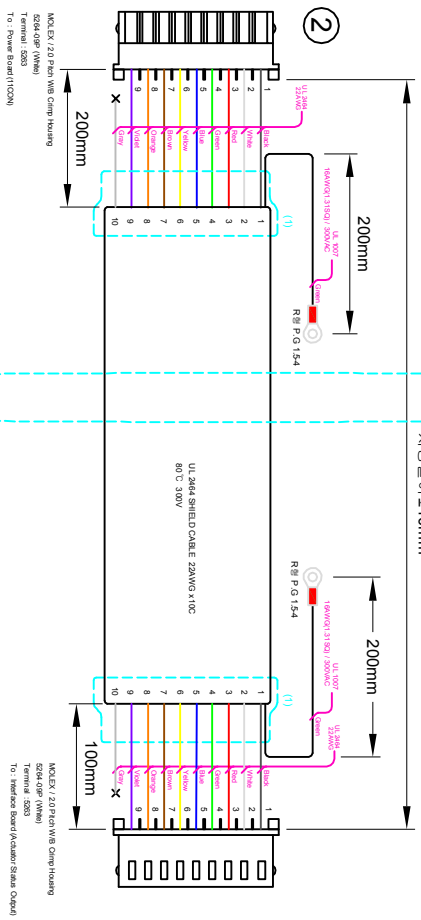 ②
MOLEX / 2.0 Pitch W/B Crimp Housing
5264-09P (White)
Terminal : 5263
To : Power Board (1CON)
200mm
1
2
3
4
5
6
7
8
9
UL 2464
22AWG
Black
White
Red
Green
Blue
Yellow
Brown
Orange
Violet
Gray
(1)
1
2
3
4
5
6
7
8
9
10
200mm
UL 1007
16AWG(1.31SQ) / 300VAC
Green
R형 P.G 1.5-4
UL 2464 SHIELD CABLE 22AWG x10C
80℃ 300V
R형 P.G 1.5-4
200mm
UL 1007
16AWG(1.31SQ) / 300VAC
Green
(1)
1
2
3
4
5
6
7
8
9
10
UL 2464
22AWG
Black
White
Red
Green
Blue
Yellow
Brown
Orange
Violet
Gray
1
2
3
4
5
6
7
8
9
100mm
MOLEX / 2.0 Pitch W/B Crimp Housing
5264-09P (White)
Terminal : 5263
To : Interface Board (Actuator Status Output)